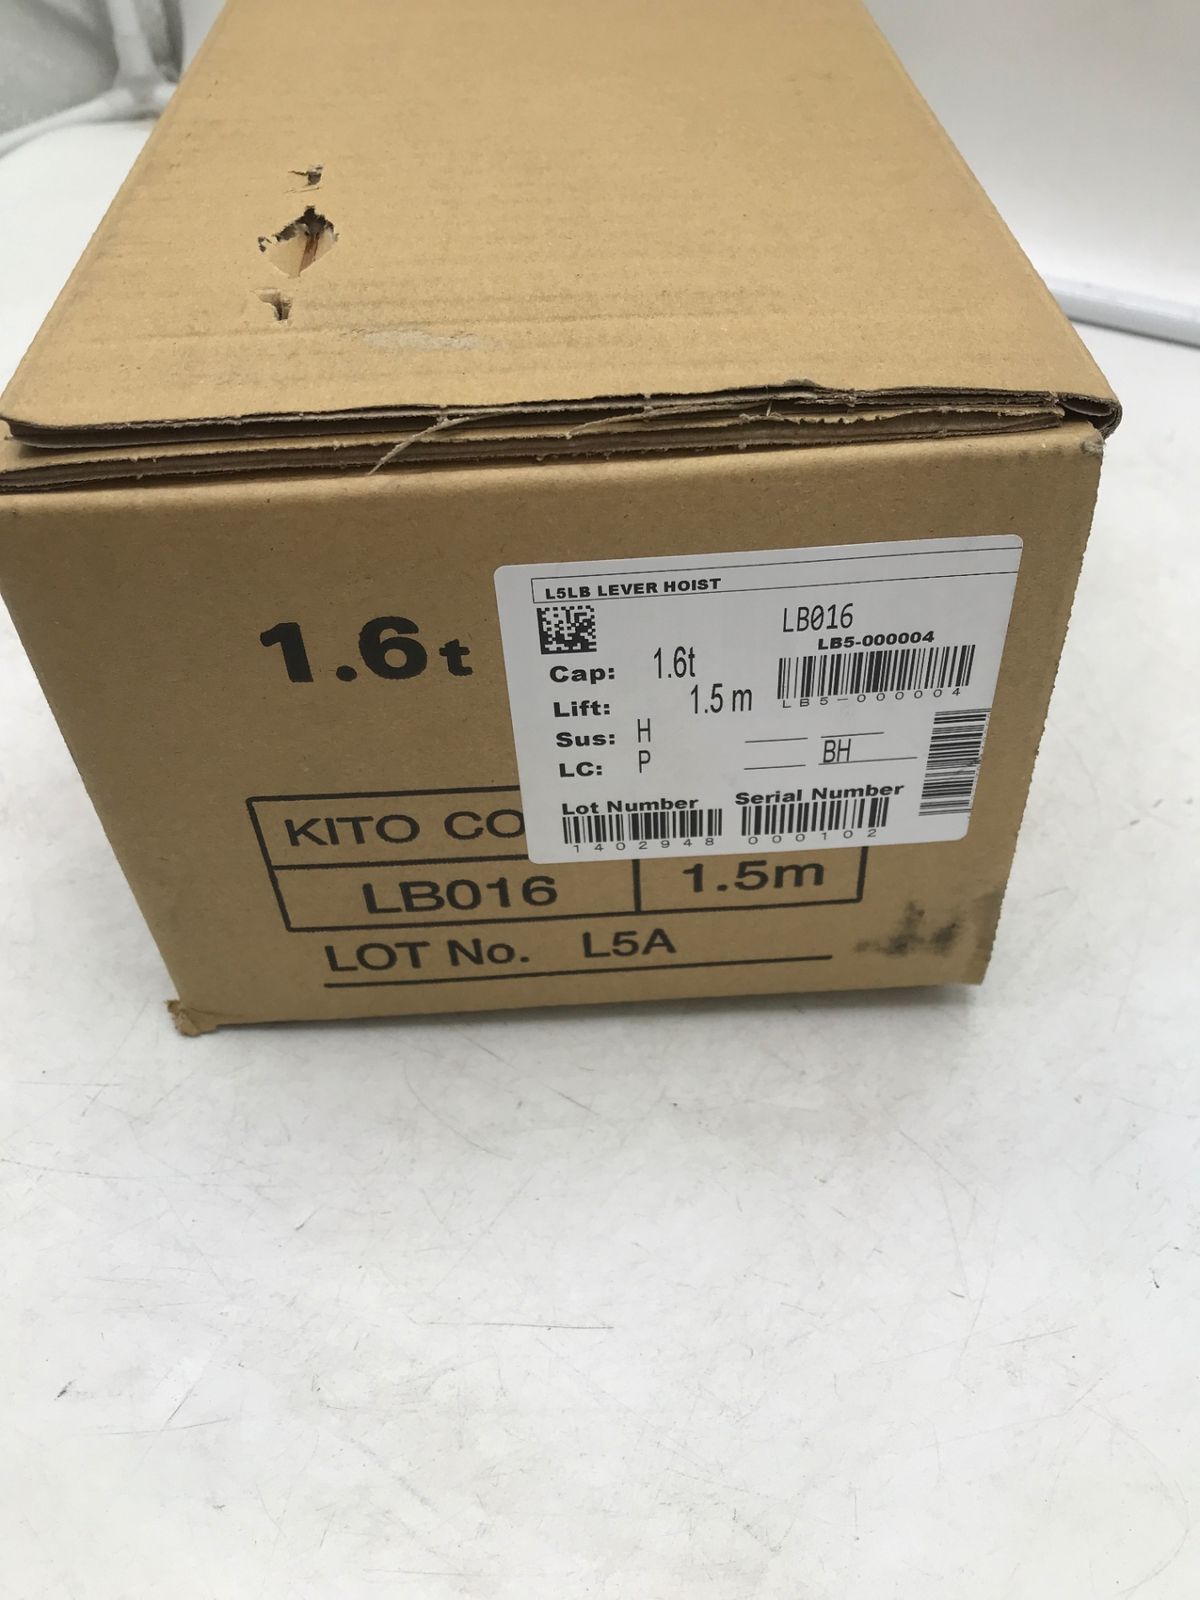 1.6t
L5LB LEVER HOIST
LB016
LB5-000004
Cap: 1.6t
LB5-000004
Lift: 1.5 m
Sus: H
LC: P BH
Lot Number Serial Number
1402948 000102
KITO CO
LB016 1.5m
LOT No. L5A